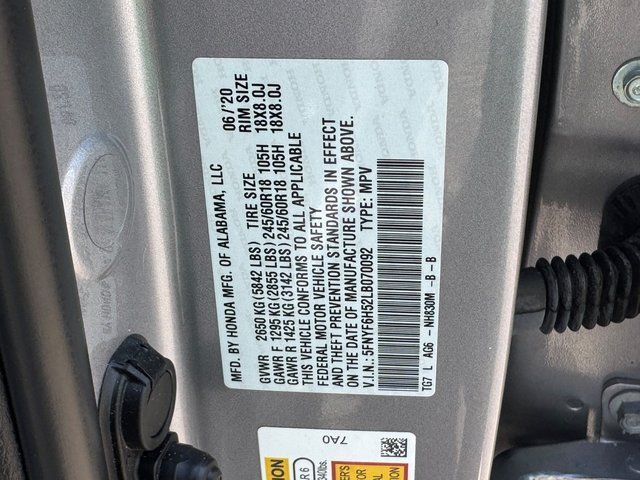 MFD. BY HONDA MFG. OF ALABAMA, LLC 06/'20
TIRE SIZE RIM SIZE
GVWR 2650 KG (5842 LBS)
GAWR F 1295 KG (2855 LBS) 245/60R18 105H 18X8.0J
GAWR R 1425 KG (3142 LBS) 245/60R18 105H 18X8.0J
THIS VEHICLE CONFORMS TO ALL APPLICABLE
FEDERAL MOTOR VEHICLE SAFETY
AND THEFT PREVENTION STANDARDS IN EFFECT
ON THE DATE OF MANUFACTURE SHOWN ABOVE.
V.I.N.: 5FNYF6H52LB070092 TYPE: MPV
TG7 L AG6 - NH830M -B - B
7A0